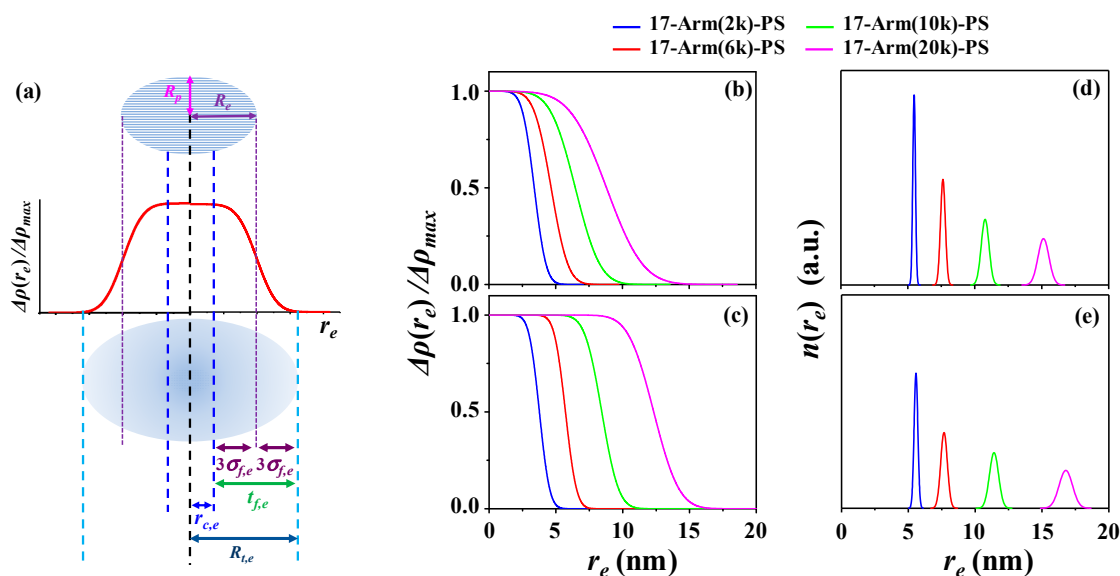 17-Arm(2k)-PS
17-Arm(10k)-PS
17-Arm(6k)-PS
17-Arm(20k)-PS
(a)
R_p
R_e
Δρ(r_e)/Δρ_max
r_e
3σ_f,e 3σ_f,e
t_f,e
r_c,e
R_t,e
(b)
1.0
0.5
0.0
(c)
1.0
0.5
0.0
0 5 10 15 20
r_e (nm)
Δρ(r_e)/Δρ_max
(d)
(e)
n(r_e) (a.u.)
0 5 10 15 20
r_e (nm)